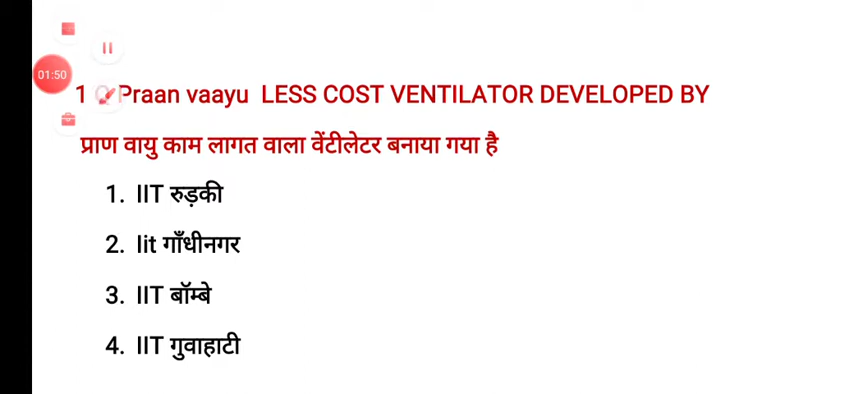 01:50
1 Q Praan vaayu LESS COST VENTILATOR DEVELOPED BY
प्राण वायु काम लागत वाला वेंटीलेटर बनाया गया है
1. IIT रुड़की
2. Iit गाँधीनगर
3. IIT बॉम्बे
4. IIT गुवाहाटी